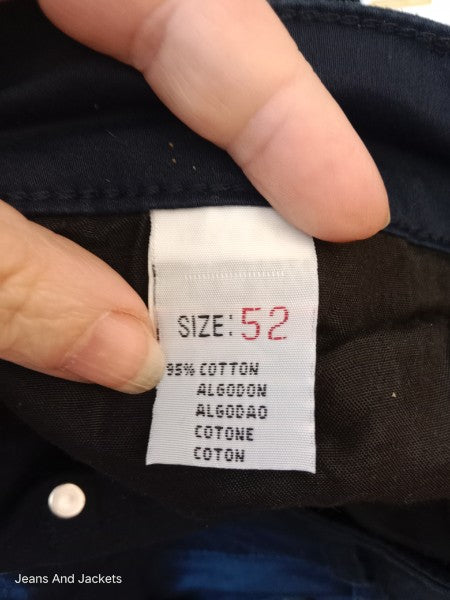 SIZE: 52
95% COTTON
ALGODON
ALGODAO
COTONE
COTON
Jeans And Jackets